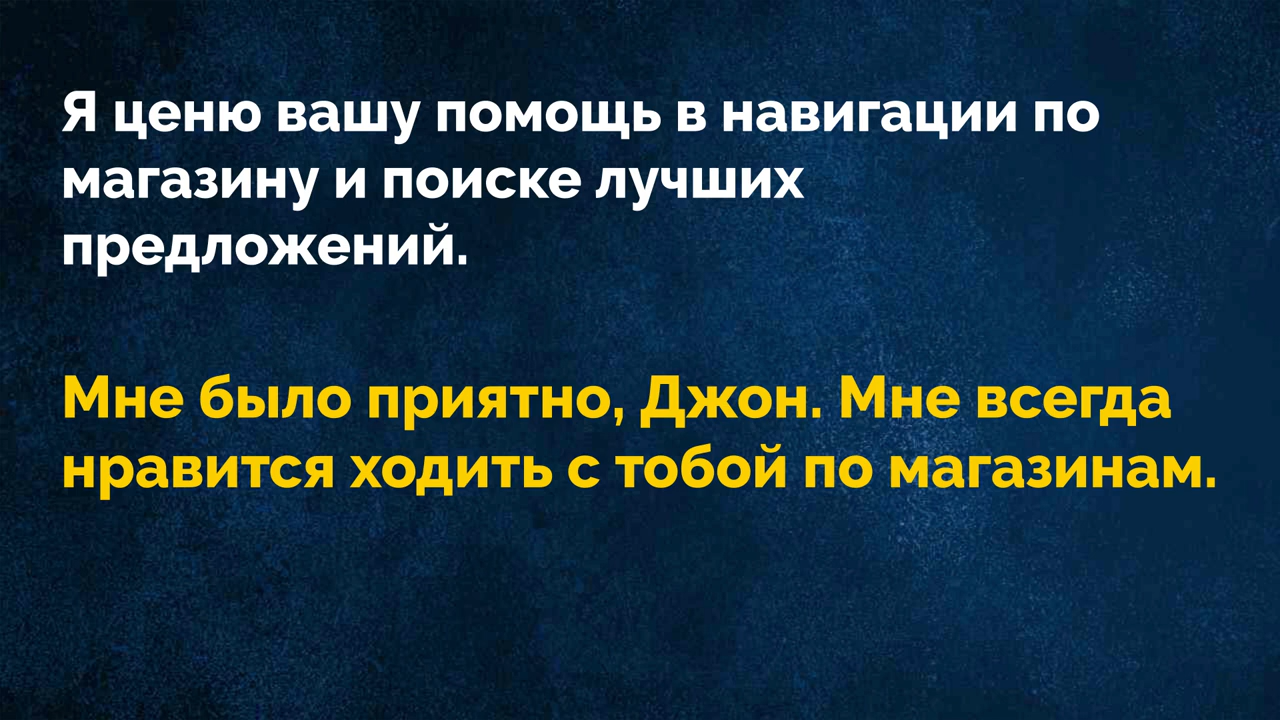 Я ценю вашу помощь в навигации по
магазину и поиске лучших
предложений.
Мне было приятно, Джон. Мне всегда
нравится ходить с тобой по магазинам.